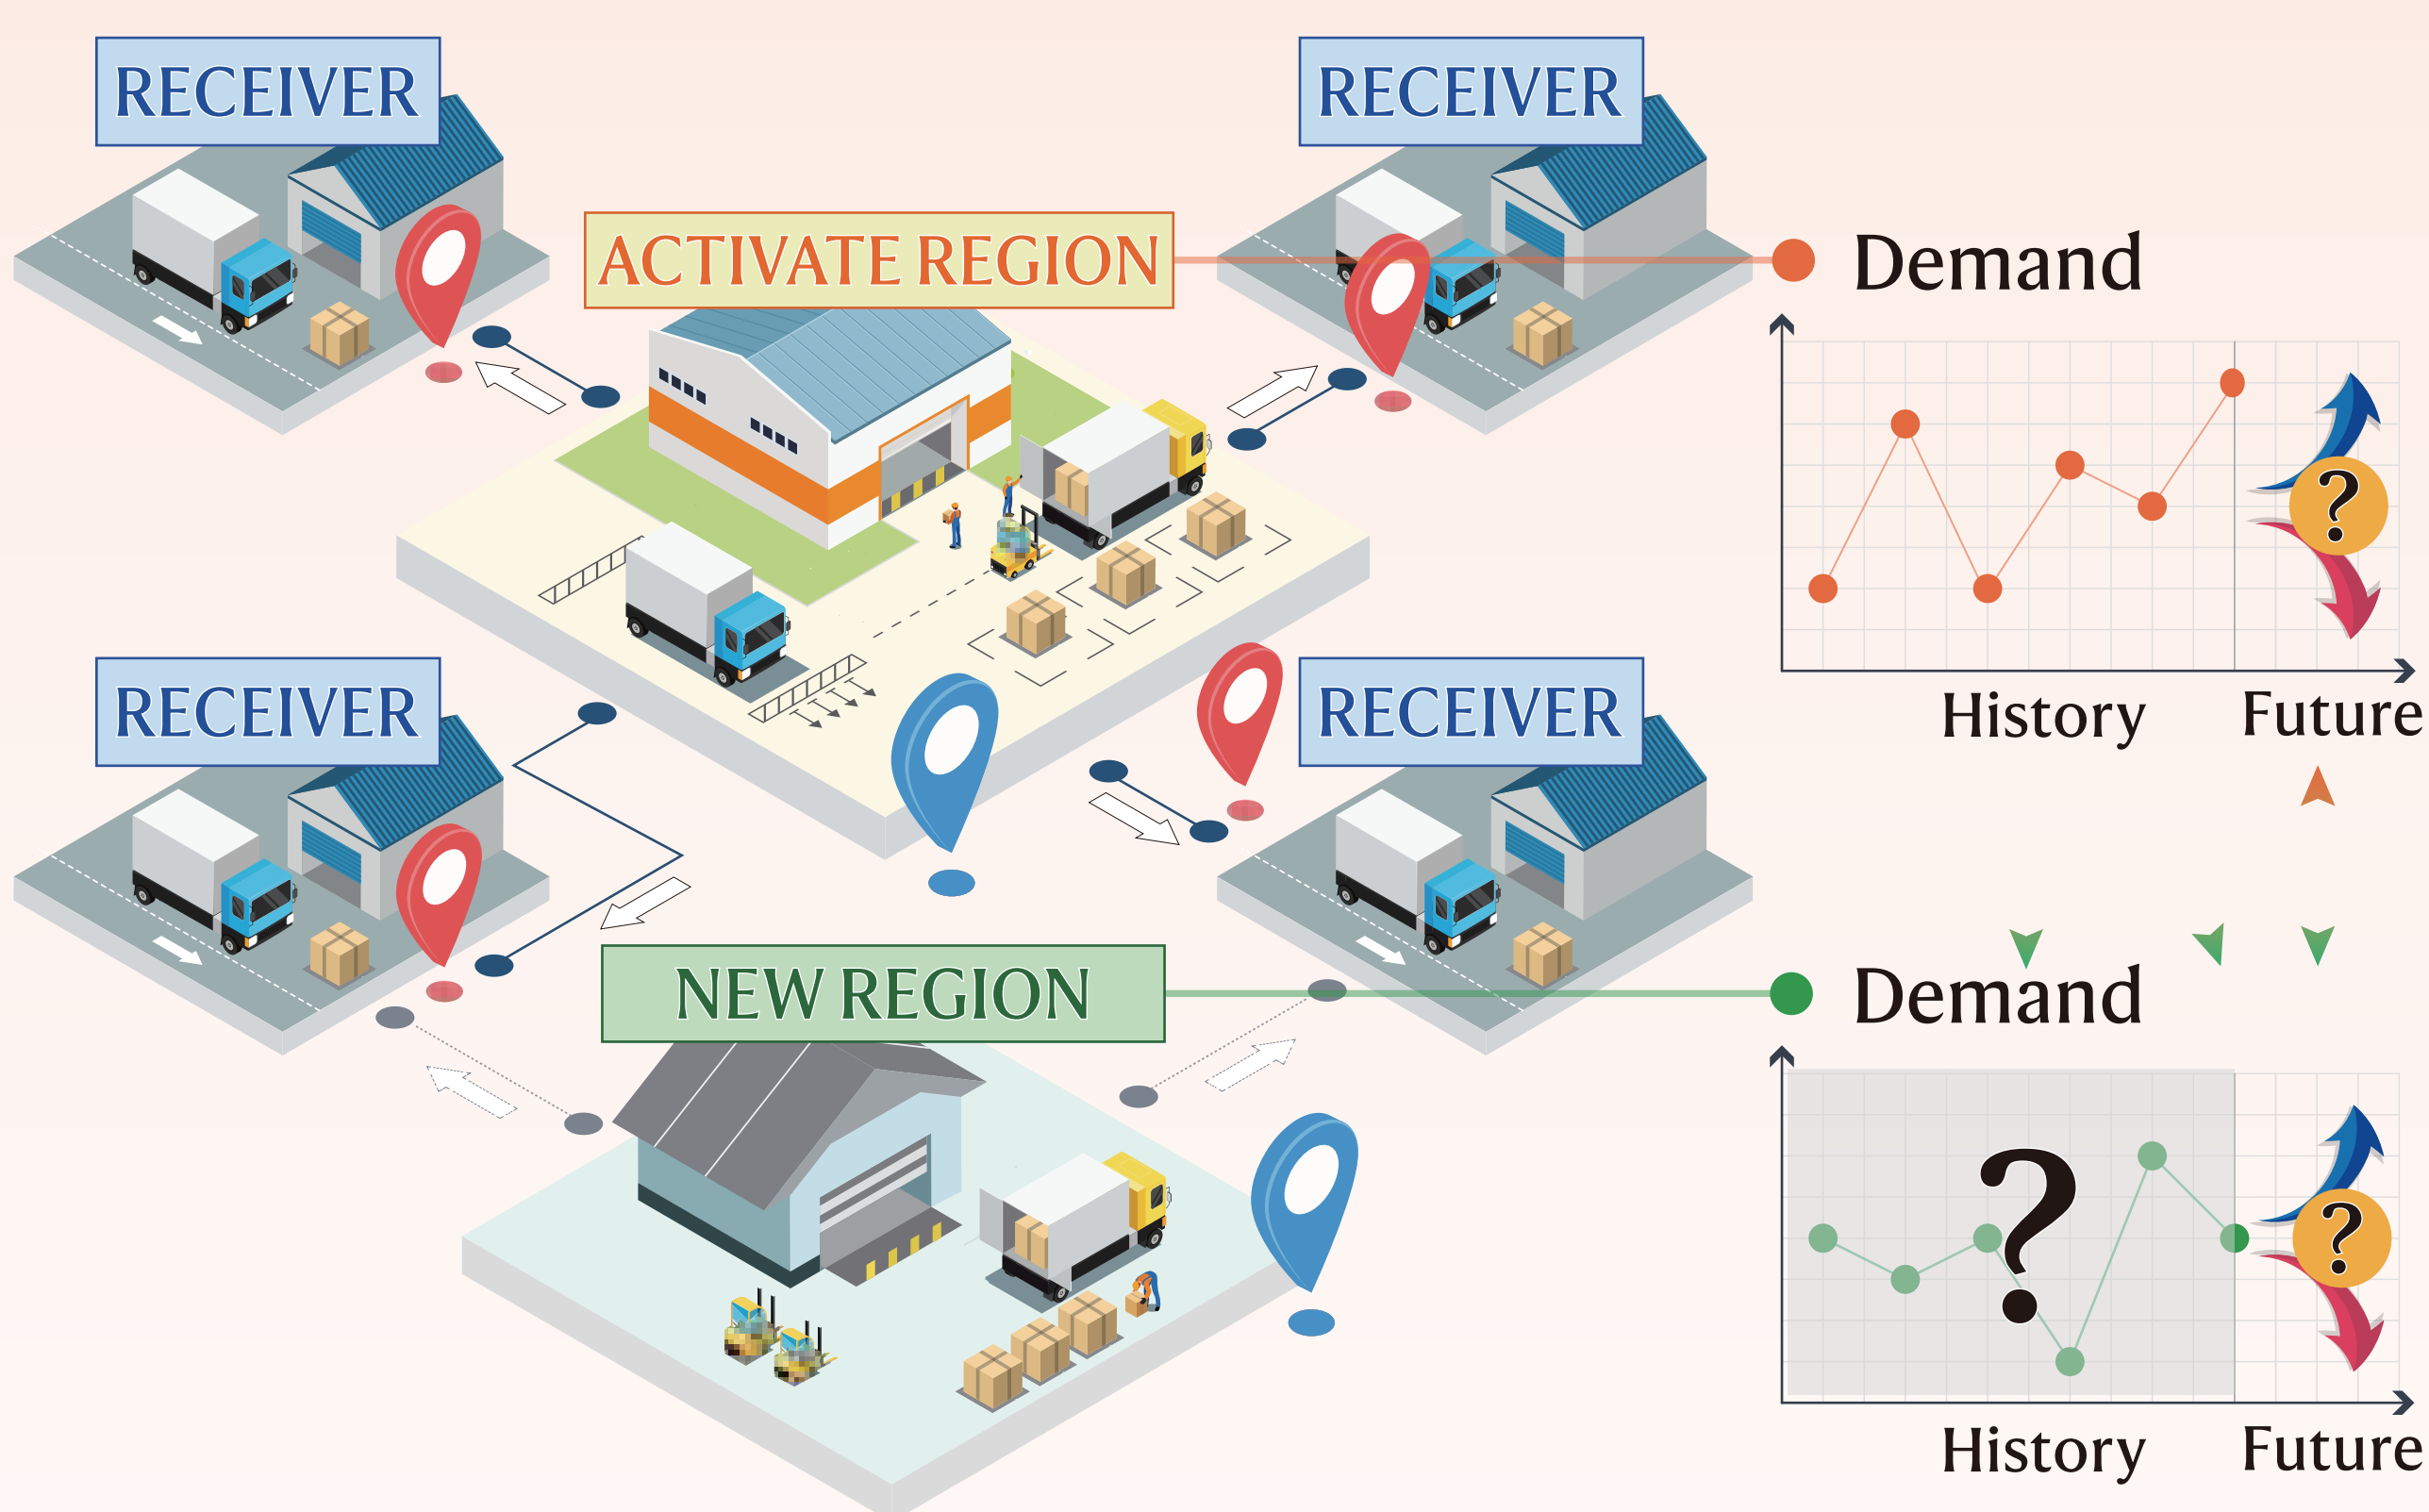 RECEIVER
RECEIVER
ACTIVATE REGION
Demand
?
History
Future
RECEIVER
RECEIVER
NEW REGION
Demand
?
?
History
Future